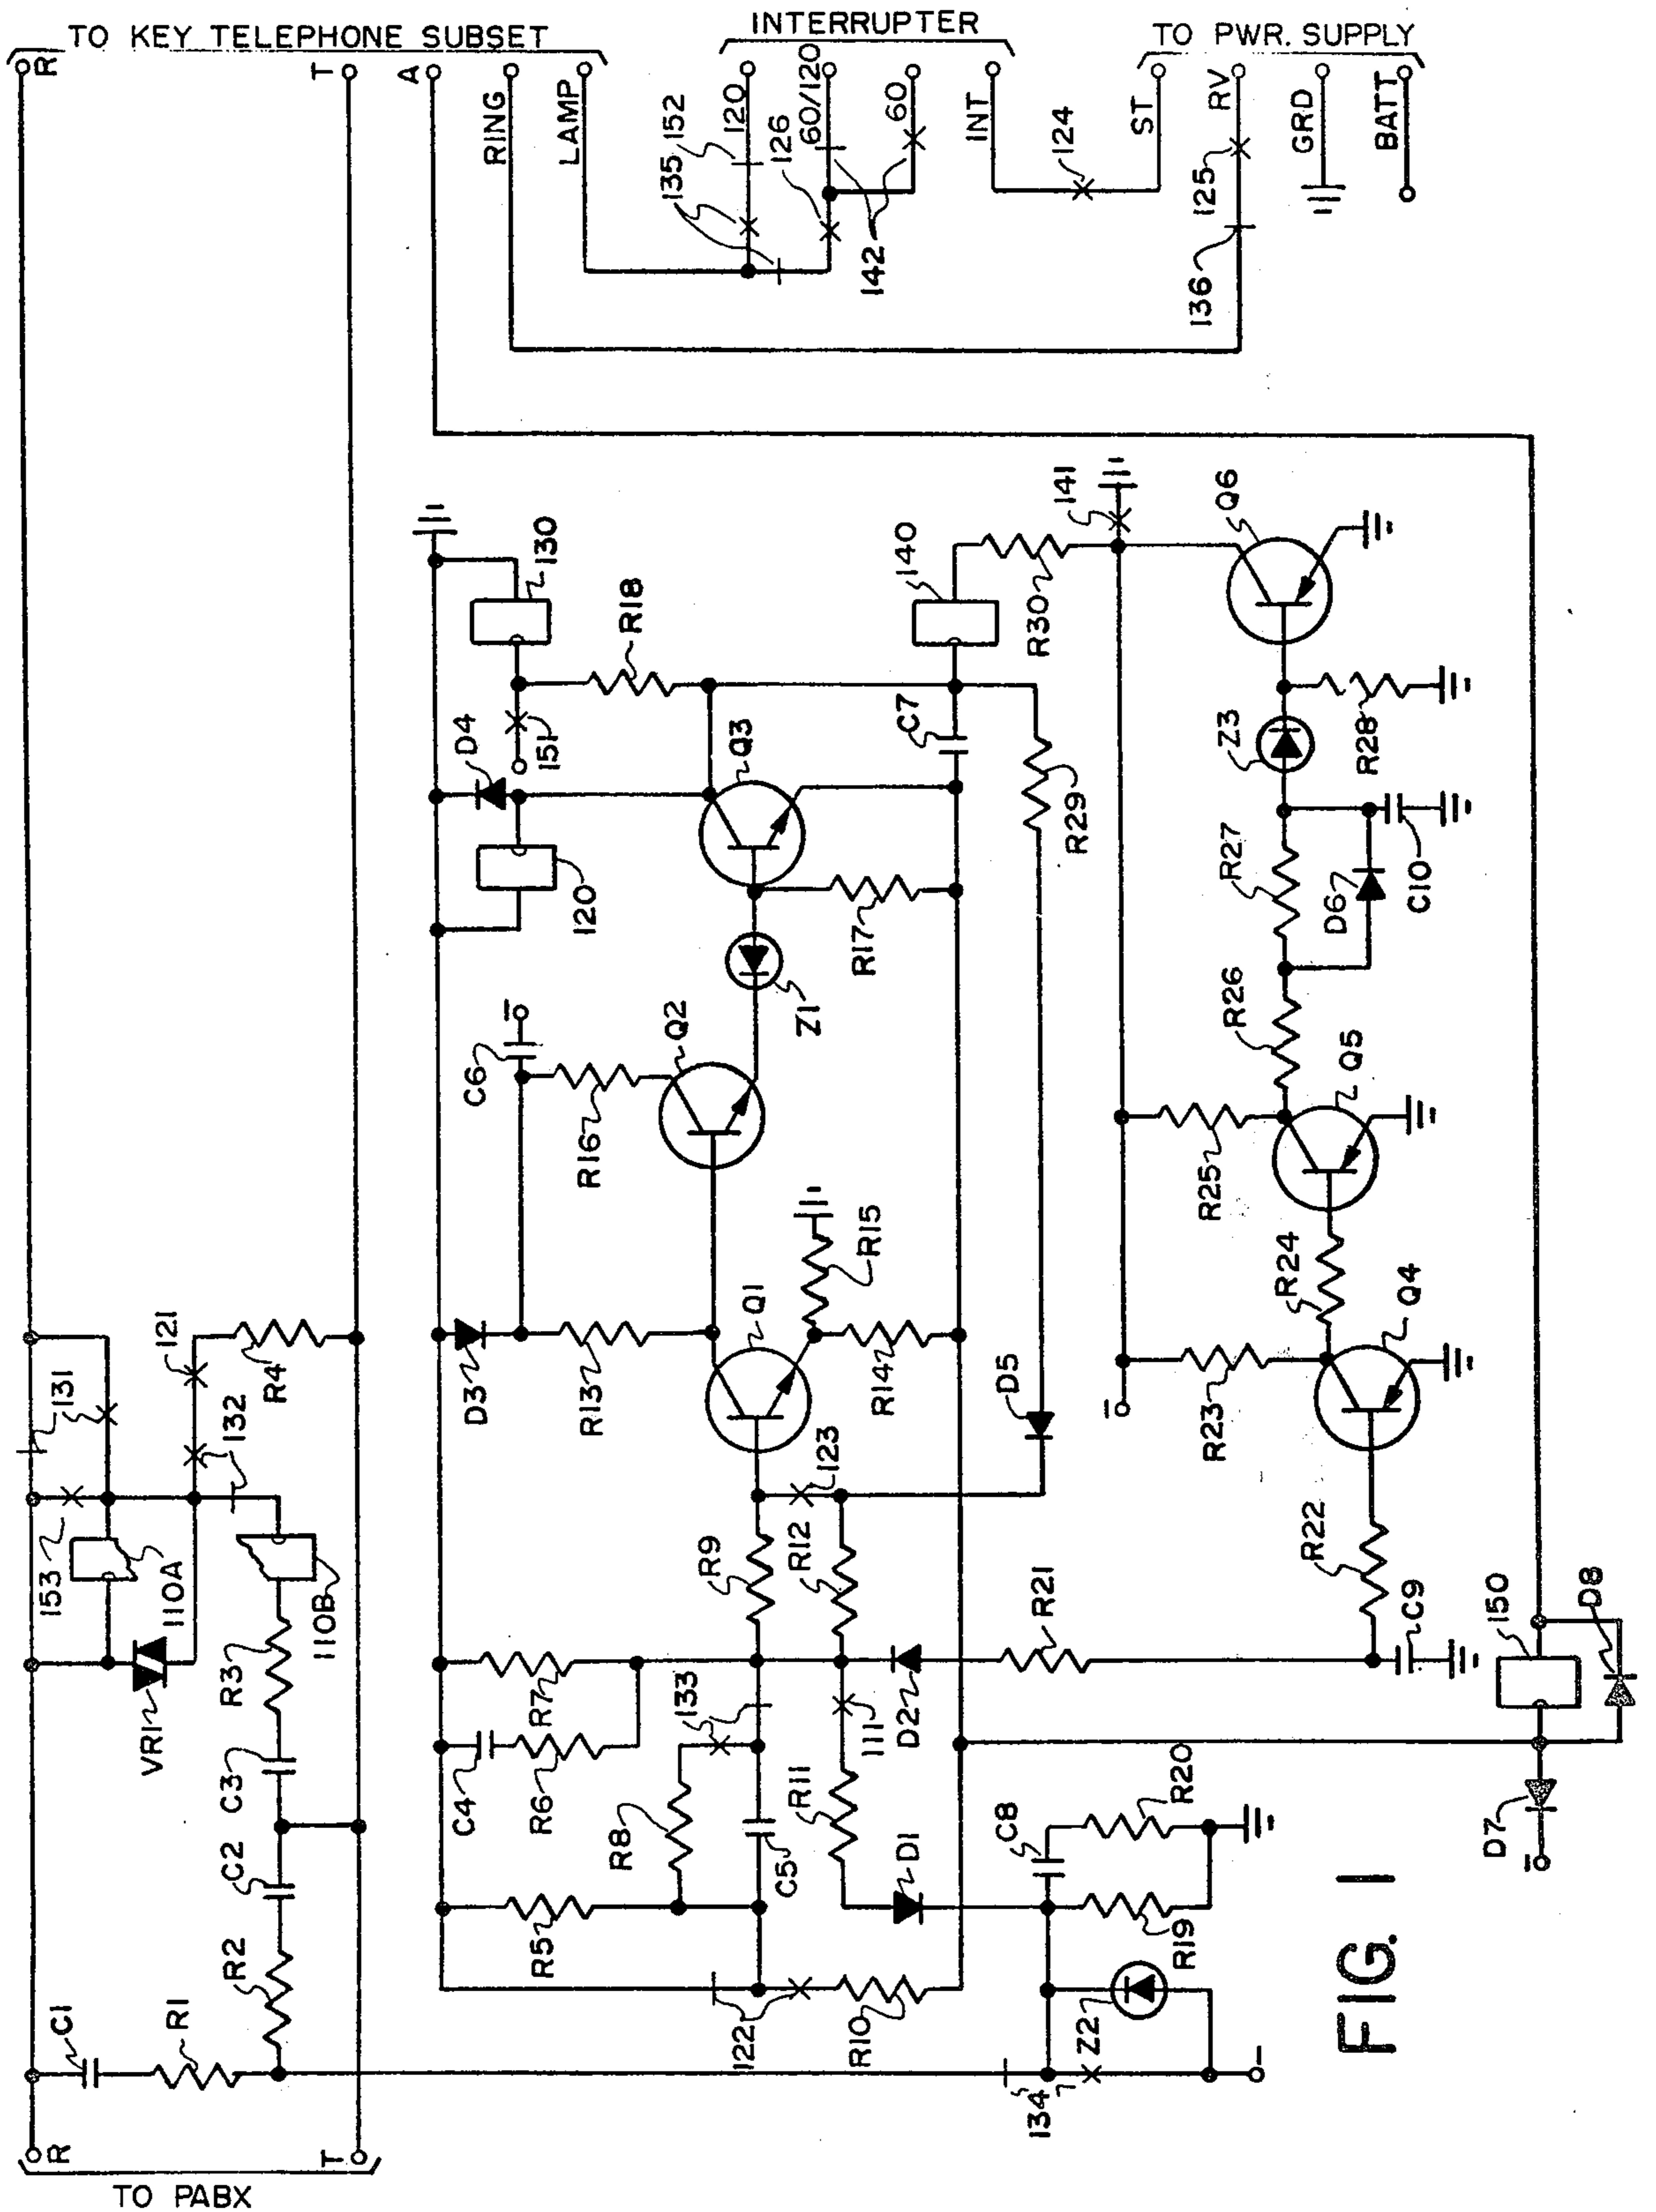 TO KEY TELEPHONE SUBSET
INTERRUPTER
TO PWR. SUPPLY
R
T
A
RING
LAMP
120
60/120
60
INT
ST
RV
GRD
BATT
152
135
126
142
124
125
136
130
R18
D4
151
Q3
120
C7
140
R30
141
Q6
R29
R17
Z1
Z3
R28
R27
D6
C10
R26
C6
Q2
R16
R25
Q5
R15
R24
Q4
R23
Q1
D3
R13
R14
D5
123
121
131
132
R4
153
110A
VR1
110B
R3
C3
C2
R2
C1
R1
R9
R12
R21
R22
C9
150
D8
D7
R7
C4
R6
133
111
D2
R8
R11
C5
D1
R5
C8
R20
R19
122
R10
Z2
134
R
T
TO PABX
FIG. 1